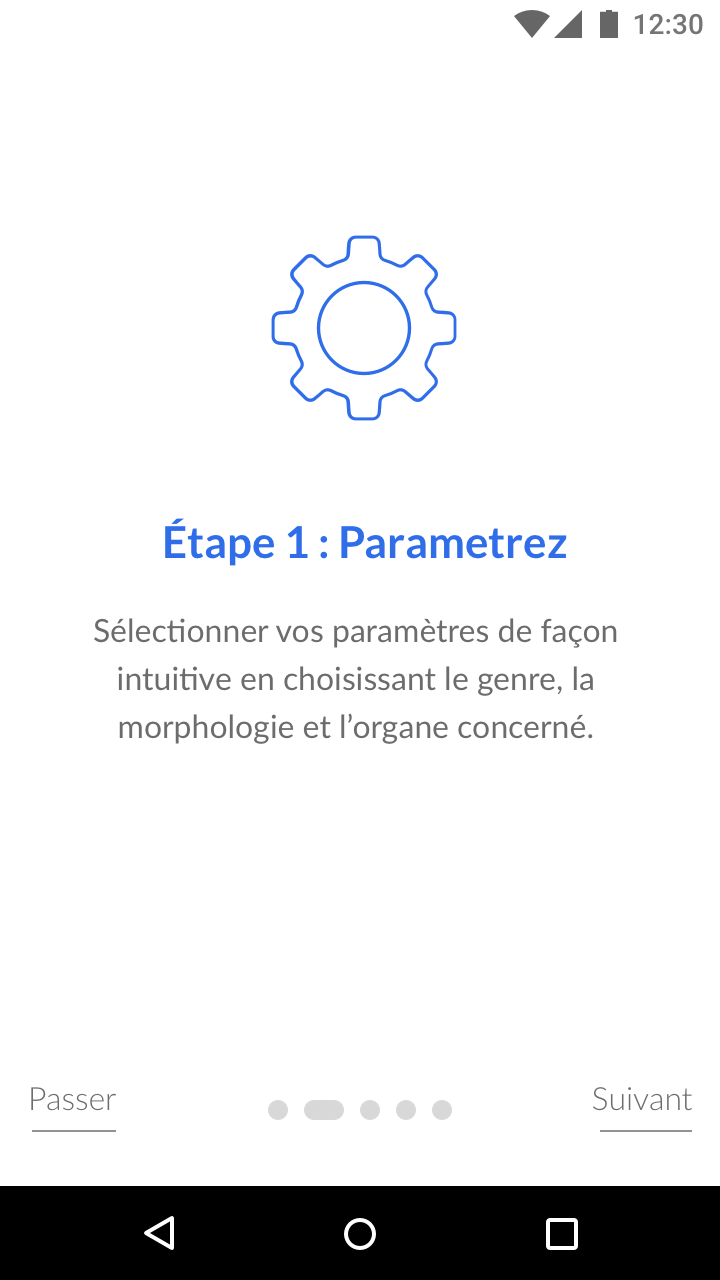 12:30
Étape 1 : Parametrez
Sélectionner vos paramètres de façon
intuitive en choisissant le genre, la
morphologie et l’organe concerné.
Passer
Suivant